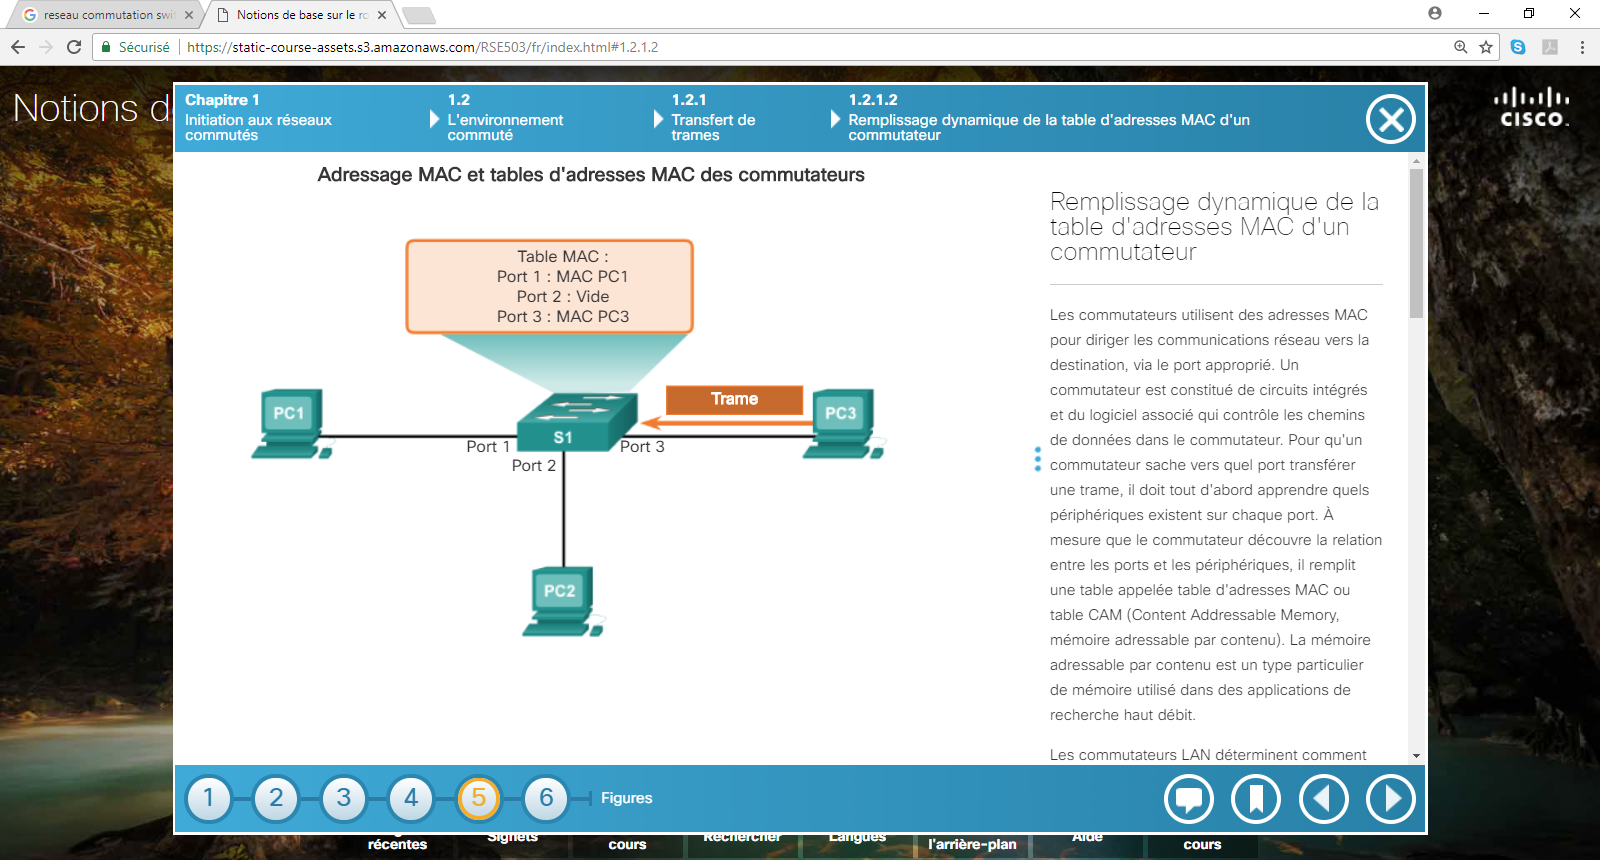 reseau commutation swi
Notions de base sur le ro
Sécurisé
https://static-course-assets.s3.amazonaws.com/RSE503/fr/index.html#1.2.1.2
Notions d
Chapitre 1
Initiation aux réseaux
commutés
1.2
L'environnement
commuté
1.2.1
Transfert de
trames
1.2.1.2
Remplissage dynamique de la table d'adresses MAC d'un
commutateur
CISCO.
Adressage MAC et tables d'adresses MAC des commutateurs
Table MAC :
Port 1 : MAC PC1
Port 2 : Vide
Port 3 : MAC PC3
PC1
Trame
PC3
S1
Port 1
Port 3
Port 2
PC2
Remplissage dynamique de la
table d'adresses MAC d'un
commutateur
Les commutateurs utilisent des adresses MAC
pour diriger les communications réseau vers la
destination, via le port approprié. Un
commutateur est constitué de circuits intégrés
et du logiciel associé qui contrôle les chemins
de données dans le commutateur. Pour qu'un
commutateur sache vers quel port transférer
une trame, il doit tout d'abord apprendre quels
périphériques existent sur chaque port. À
mesure que le commutateur découvre la relation
entre les ports et les périphériques, il remplit
une table appelée table d'adresses MAC ou
table CAM (Content Addressable Memory,
mémoire adressable par contenu). La mémoire
adressable par contenu est un type particulier
de mémoire utilisé dans des applications de
recherche haut débit.
Les commutateurs LAN déterminent comment
1 2 3 4 5 6 Figures
récentes
Signets
cours
Rechercher
Langues
l'arrière-plan
Aide
cours